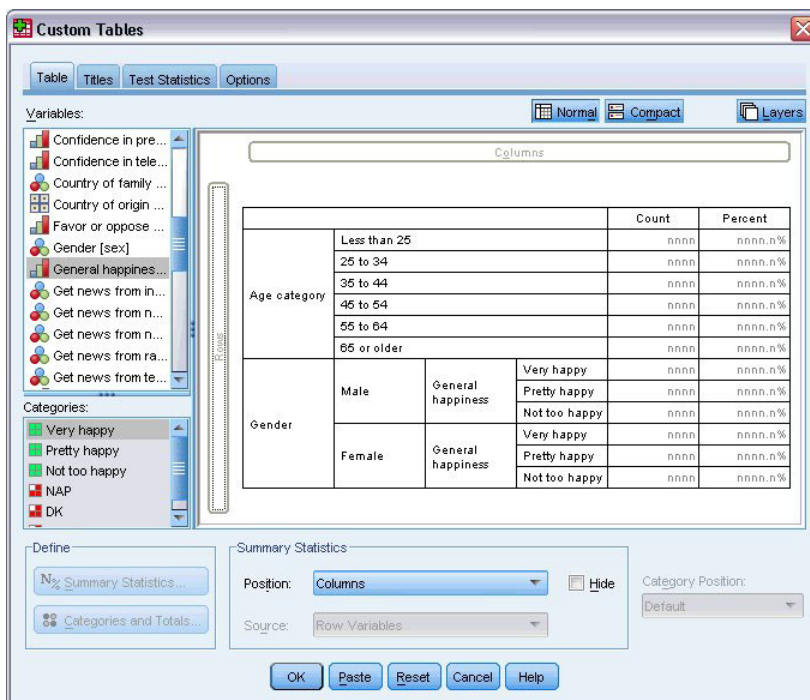 Custom Tables
Table Titles Test Statistics Options
Variables:
Normal Compact Layers
Confidence in pre...
Confidence in tele...
Country of family ...
Country of origin ...
Favor or oppose ...
Gender [sex]
General happines...
Get news from in...
Get news from n...
Get news from n...
Get news from ra...
Get news from te...
Categories:
Very happy
Pretty happy
Not too happy
NAP
DK
Columns
Rows
Count Percent
Age category
Less than 25 nnnn nnnn.n%
25 to 34 nnnn nnnn.n%
35 to 44 nnnn nnnn.n%
45 to 54 nnnn nnnn.n%
55 to 64 nnnn nnnn.n%
65 or older nnnn nnnn.n%
Gender
Male
General
happiness
Very happy nnnn nnnn.n%
Pretty happy nnnn nnnn.n%
Not too happy nnnn nnnn.n%
Female
General
happiness
Very happy nnnn nnnn.n%
Pretty happy nnnn nnnn.n%
Not too happy nnnn nnnn.n%
Define
N% Summary Statistics...
Categories and Totals...
Summary Statistics
Position: Columns Hide
Source: Row Variables
Category Position:
Default
OK Paste Reset Cancel Help